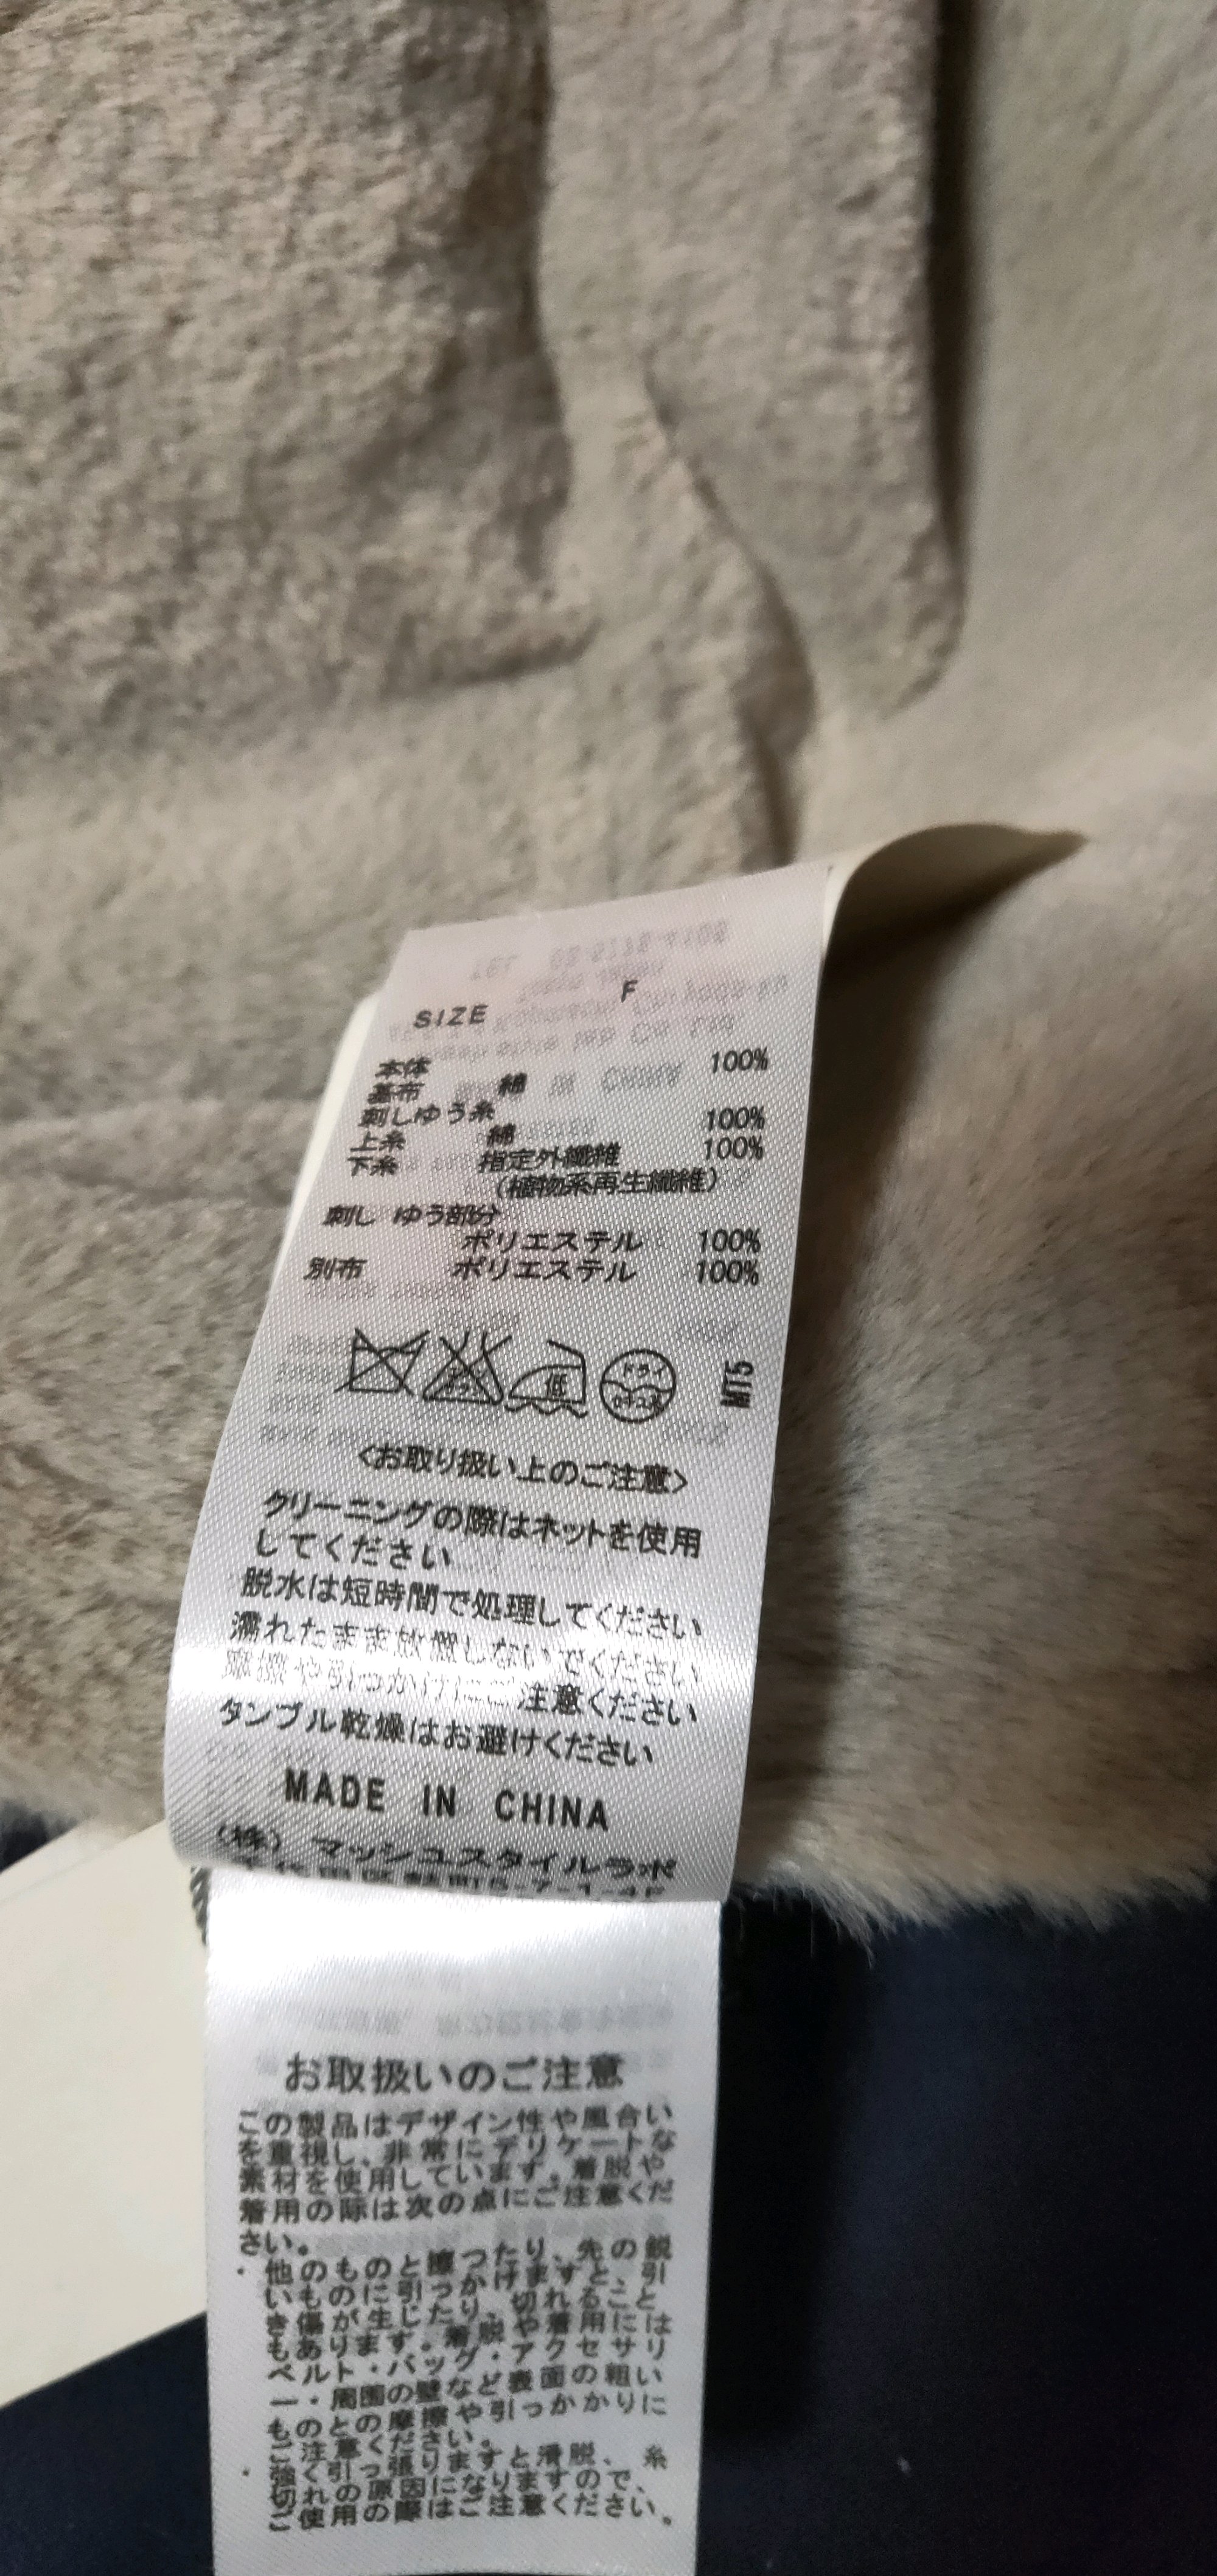 SIZE F
本体
基布 綿 100%
刺しゆう糸
上糸 綿 100%
下糸 指定外繊維 100%
(植物系再生繊維)
刺し ゆう部分
ポリエステル 100%
別布 ポリエステル 100%
低 ドライ
MT5
<お取り扱い上のご注意>
クリーニングの際はネットを使用
してください
脱水は短時間で処理してください
濡れたまま放置しないでください
摩擦や引っかけにご注意ください
タンブル乾燥はお避けください
MADE IN CHINA
(株) マッシュスタイルラボ
お取扱いのご注意
この製品はデザイン性や風合い
を重視し、非常にデリケートな
素材を使用しています。着脱や
着用の際は次の点にご注意くだ
さい。
・他のものと擦つたり、先の鋭
いものに引っかけますと、引
き傷が生じたり、切れること
もあります。着脱や着用には
ベルト・バッグ・アクセサリ
ー・周囲の壁など表面の粗い
ものとの摩擦や引っかかりに
ご注意ください。
・強く引っ張りますと滑脱、糸
切れの原因になりますので、
ご使用の際はご注意ください。